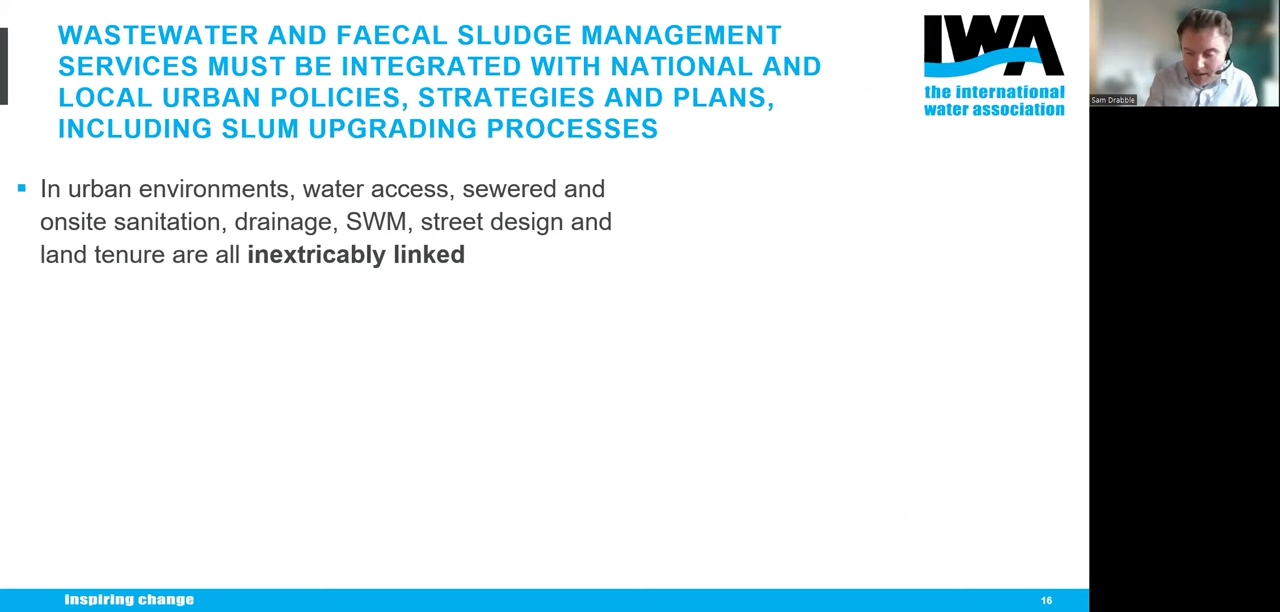 WASTEWATER AND FAECAL SLUDGE MANAGEMENT
SERVICES MUST BE INTEGRATED WITH NATIONAL AND
LOCAL URBAN POLICIES, STRATEGIES AND PLANS,
INCLUDING SLUM UPGRADING PROCESSES
IWA
the international
water association
Sam Drabble
In urban environments, water access, sewered and
onsite sanitation, drainage, SWM, street design and
land tenure are all inextricably linked
inspiring change
16